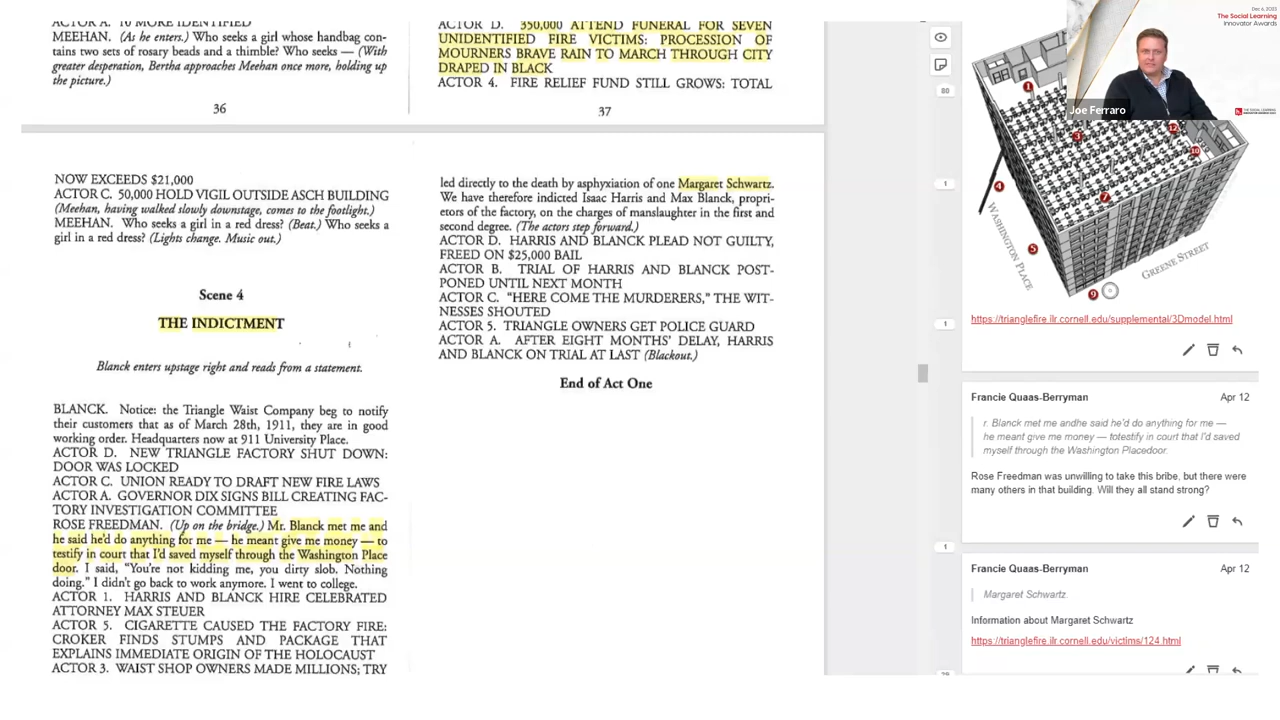 ACTOR A. 10 MORE IDENTIFIED
MEEHAN. (As he enters.) Who seeks a girl whose handbag con-
tains two sets of rosary beads and a thimble? Who seeks — (With
greater desperation, Bertha approaches Meehan once more, holding up
the picture.)
36
ACTOR D. 350,000 ATTEND FUNERAL FOR SEVEN
UNIDENTIFIED FIRE VICTIMS: PROCESSION OF
MOURNERS BRAVE RAIN TO MARCH THROUGH CITY
DRAPED IN BLACK
ACTOR 4. FIRE RELIEF FUND STILL GROWS: TOTAL
37
NOW EXCEEDS $21,000
ACTOR C. 50,000 HOLD VIGIL OUTSIDE ASCH BUILDING
(Meehan, having walked slowly downstage, comes to the footlight.)
MEEHAN. Who seeks a girl in a red dress? (Beat.) Who seeks a
girl in a red dress? (Lights change. Music out.)
Scene 4
THE INDICTMENT
Blanck enters upstage right and reads from a statement.
BLANCK. Notice: the Triangle Waist Company beg to notify
their customers that as of March 28th, 1911, they are in good
working order. Headquarters now at 911 University Place.
ACTOR D. NEW TRIANGLE FACTORY SHUT DOWN:
DOOR WAS LOCKED
ACTOR C. UNION READY TO DRAFT NEW FIRE LAWS
ACTOR A. GOVERNOR DIX SIGNS BILL CREATING FAC-
TORY INVESTIGATION COMMITTEE
ROSE FREEDMAN. (Up on the bridge.) Mr. Blanck met me and
he said he'd do anything for me — he meant give me money — to
testify in court that I'd saved myself through the Washington Place
door. I said, "You're not kidding me, you dirty slob. Nothing
doing." I didn't go back to work anymore. I went to college.
ACTOR 1. HARRIS AND BLANCK HIRE CELEBRATED
ATTORNEY MAX STEUER
ACTOR 5. CIGARETTE CAUSED THE FACTORY FIRE:
CROKER FINDS STUMPS AND PACKAGE THAT
EXPLAINS IMMEDIATE ORIGIN OF THE HOLOCAUST
ACTOR 3. WAIST SHOP OWNERS MADE MILLIONS; TRY
led directly to the death by asphyxiation of one Margaret Schwartz.
We have therefore indicted Isaac Harris and Max Blanck, propri-
etors of the factory, on the charges of manslaughter in the first and
second degree. (The actors step forward.)
ACTOR D. HARRIS AND BLANCK PLEAD NOT GUILTY,
FREED ON $25,000 BAIL
ACTOR B. TRIAL OF HARRIS AND BLANCK POST-
PONED UNTIL NEXT MONTH
ACTOR C. "HERE COME THE MURDERERS," THE WIT-
NESSES SHOUTED
ACTOR 5. TRIANGLE OWNERS GET POLICE GUARD
ACTOR A. AFTER EIGHT MONTHS' DELAY, HARRIS
AND BLANCK ON TRIAL AT LAST (Blackout.)
End of Act One
80
1
1
1
Dec 6, 2023
The Social Learning
Innovator Awards
Joe Ferraro
1
3
12
10
4
7
5
9
WASHINGTON PLACE
GREENE STREET
https://trianglefire.ilr.cornell.edu/supplemental/3Dmodel.html
Francie Quaas-Berryman Apr 12
r. Blanck met me andhe said he'd do anything for me —
he meant give me money — totestify in court that I'd saved
myself through the Washington Placedoor.
Rose Freedman was unwilling to take this bribe, but there were
many others in that building. Will they all stand strong?
Francie Quaas-Berryman Apr 12
Margaret Schwartz.
Information about Margaret Schwartz
https://trianglefire.ilr.cornell.edu/victims/124.html